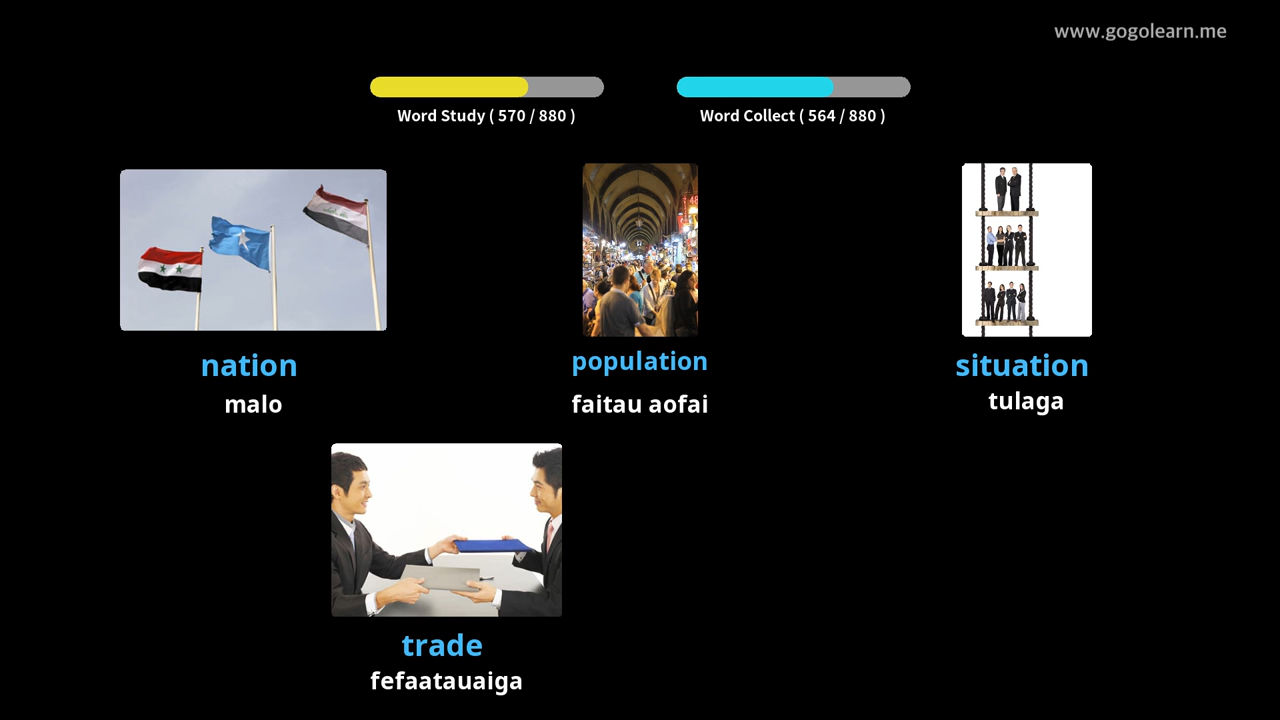 www.gogolearn.me
Word Study ( 570 / 880 )
Word Collect ( 564 / 880 )
nation
malo
population
faitau aofai
situation
tulaga
trade
fefaatauaiga